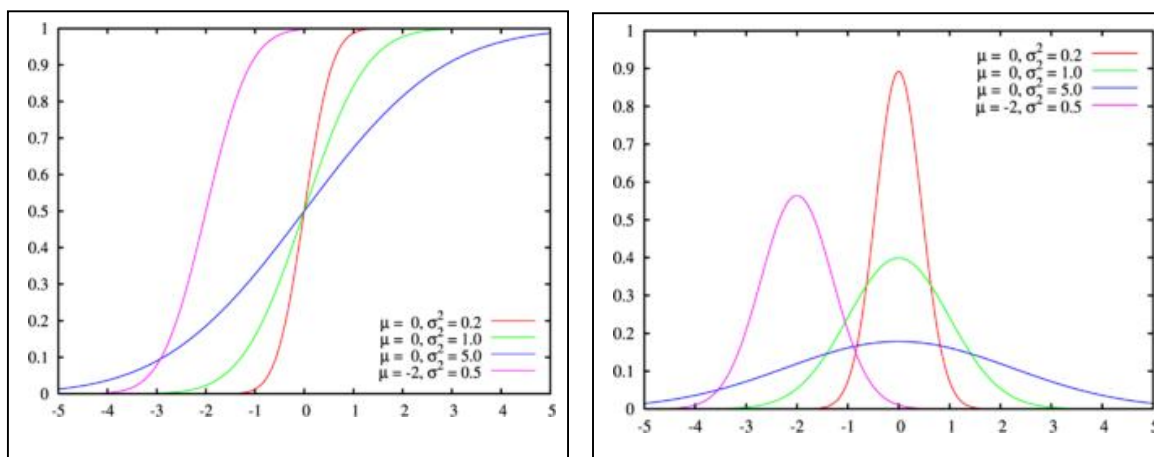 1
0.9
0.8
0.7
0.6
0.5
0.4
0.3
0.2
0.1
0
μ = 0, σ² = 0.2
μ = 0, σ² = 1.0
μ = 0, σ² = 5.0
μ = -2, σ² = 0.5
-5 -4 -3 -2 -1 0 1 2 3 4 5
1
0.9
0.8
0.7
0.6
0.5
0.4
0.3
0.2
0.1
0
μ = 0, σ² = 0.2
μ = 0, σ² = 1.0
μ = 0, σ² = 5.0
μ = -2, σ² = 0.5
-5 -4 -3 -2 -1 0 1 2 3 4 5